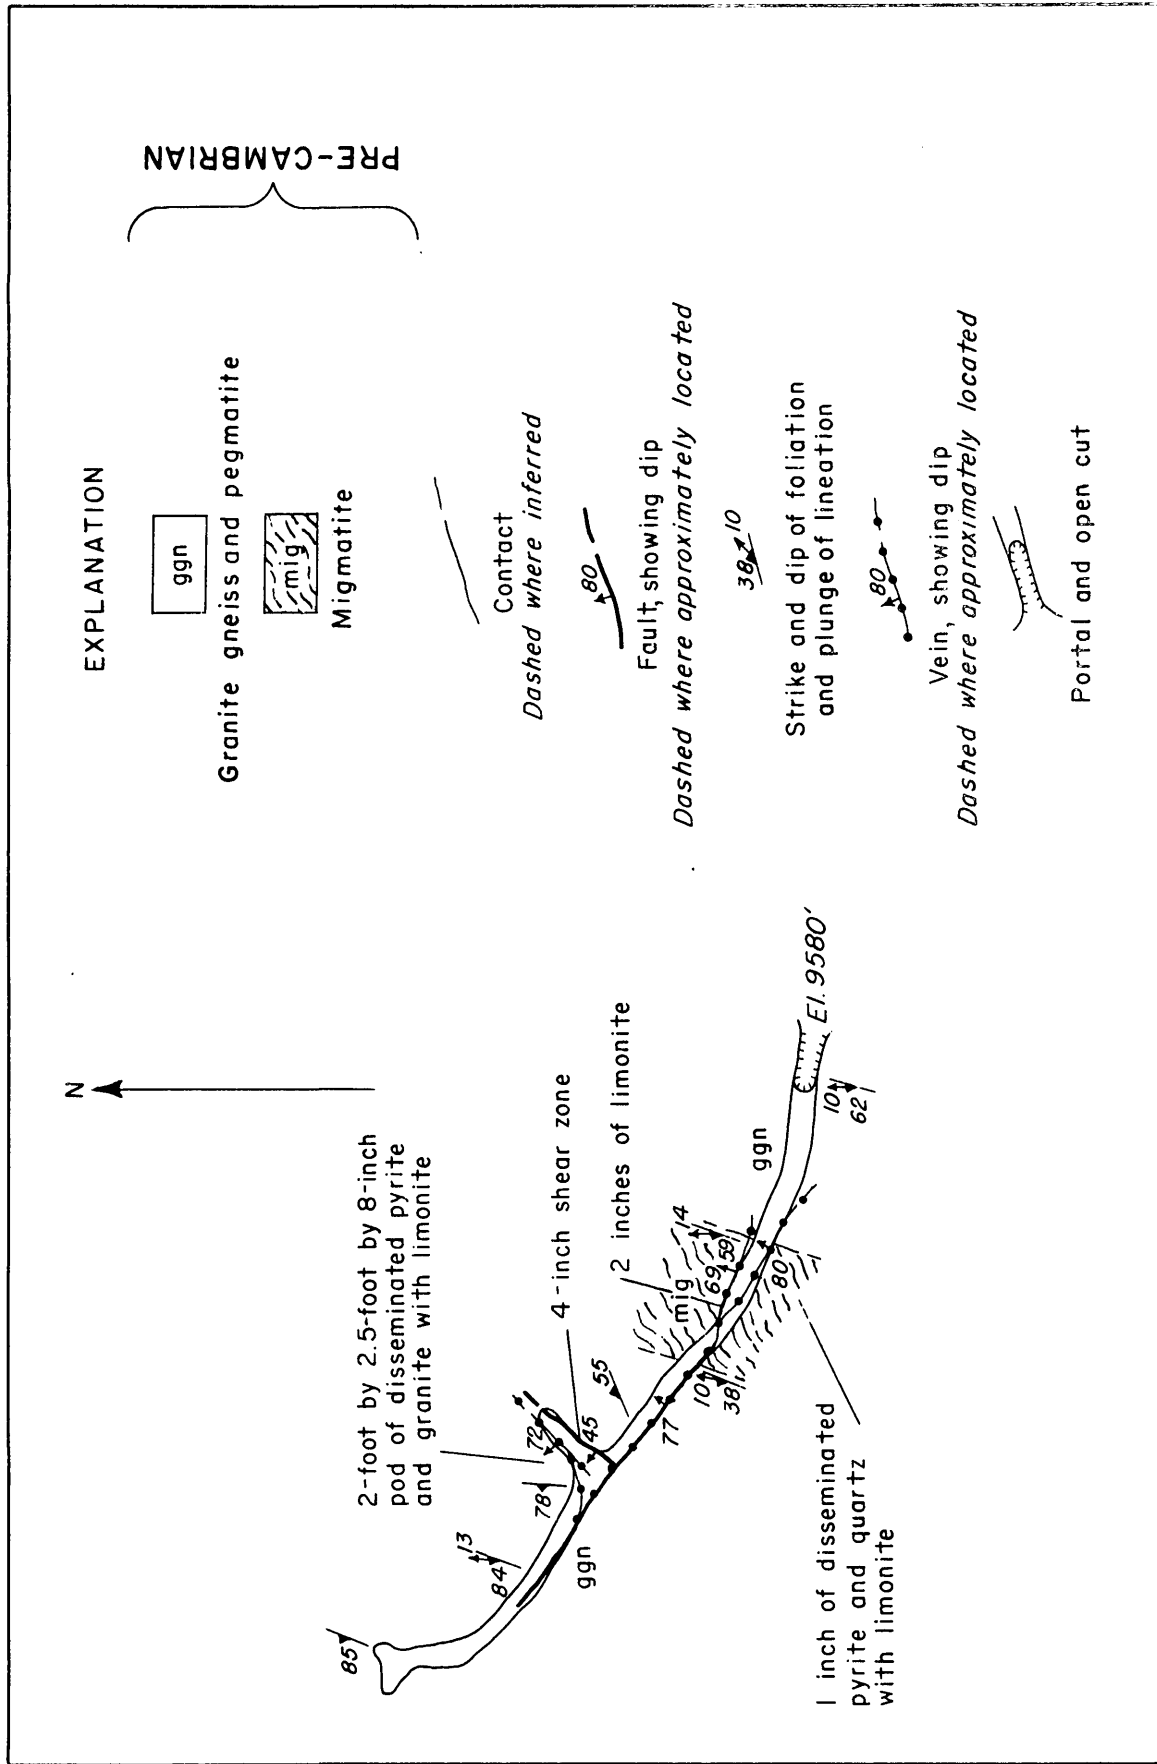 EXPLANATION
ggn
Granite gneiss and pegmatite
mig
Migmatite
PRE-CAMBRIAN
Contact
Dashed where inferred
80
Fault, showing dip
Dashed where approximately located
38
10
Strike and dip of foliation
and plunge of lineation
80
Vein, showing dip
Dashed where approximately located
Portal and open cut
N
2-foot by 2.5-foot by 8-inch
pod of disseminated pyrite
and granite with limonite
4-inch shear zone
2 inches of limonite
85
84
13
78
72
45
55
ggn
77
10
38
mig
69
59
14
80
ggn
10
62
El. 9580'
1 inch of disseminated
pyrite and quartz
with limonite